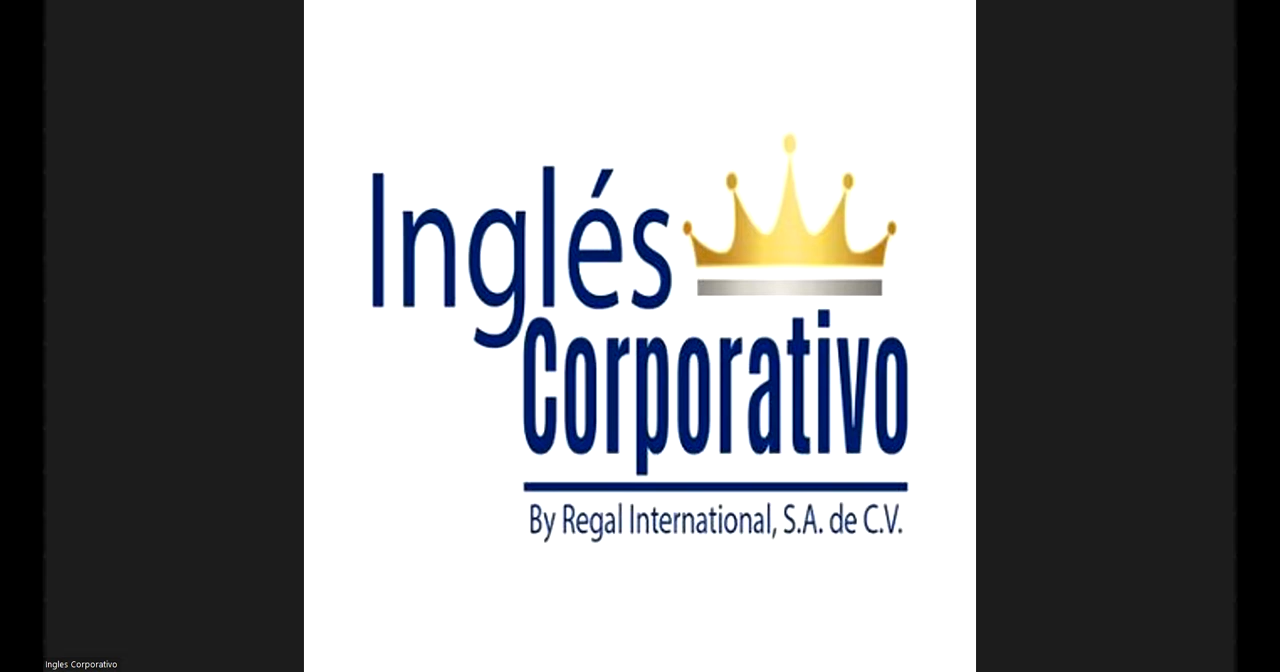 Inglés
Corporativo
By Regal International, S.A. de C.V.
Ingles Corporativo